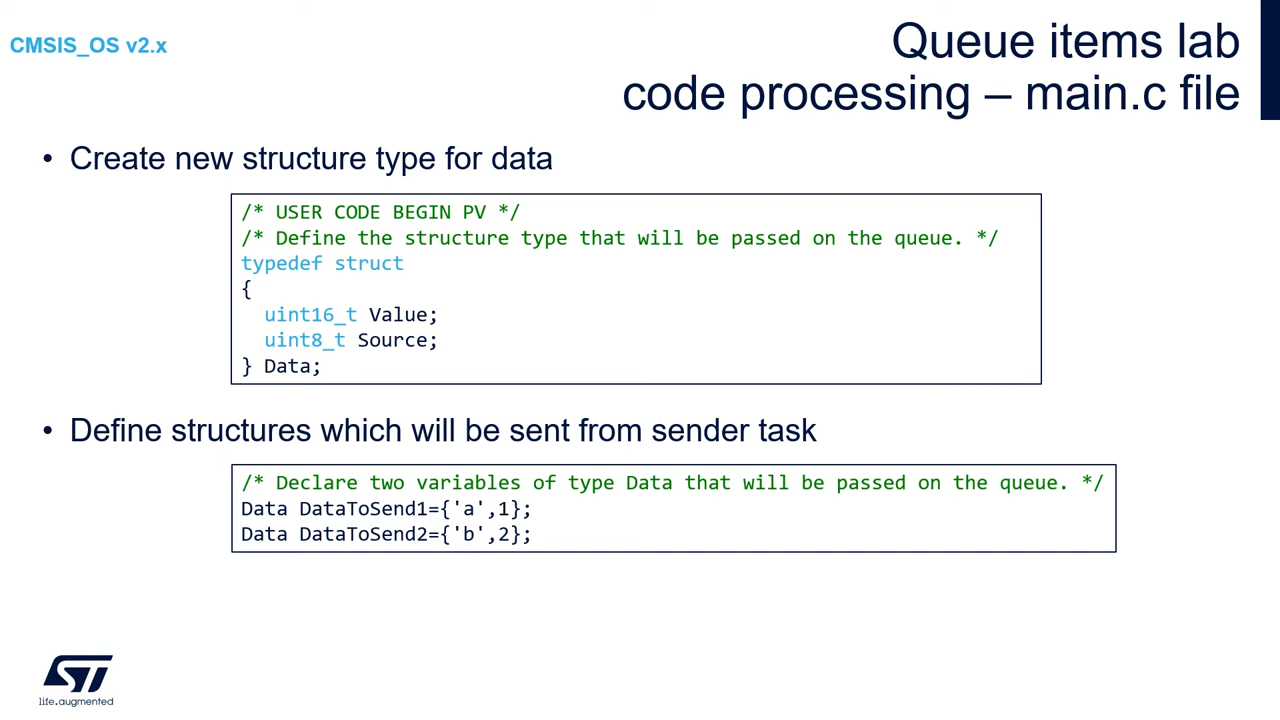 CMSIS_OS v2.x
Queue items lab
code processing – main.c file
• Create new structure type for data
/* USER CODE BEGIN PV */
/* Define the structure type that will be passed on the queue. */
typedef struct
{
  uint16_t Value;
  uint8_t Source;
} Data;
• Define structures which will be sent from sender task
/* Declare two variables of type Data that will be passed on the queue. */
Data DataToSend1={'a',1};
Data DataToSend2={'b',2};
ST
life.augmented